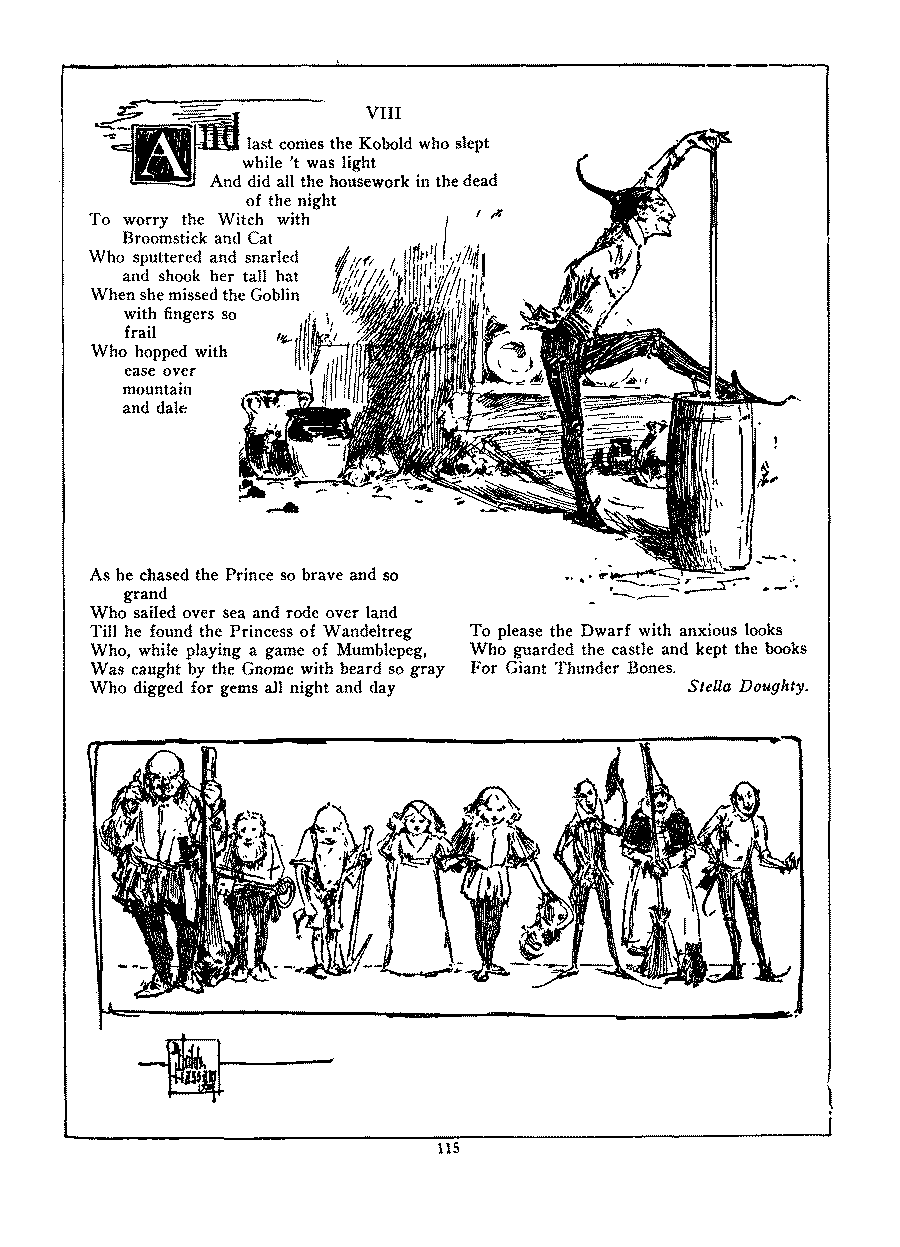 VIII
And last comes the Kobold who slept
while 't was light
And did all the housework in the dead
of the night
To worry the Witch with
Broomstick and Cat
Who sputtered and snarled
and shook her tall hat
When she missed the Goblin
with fingers so
frail
Who hopped with
ease over
mountain
and dale
As he chased the Prince so brave and so
grand
Who sailed over sea and rode over land
Till he found the Princess of Wandeltreg
Who, while playing a game of Mumblepeg,
Was caught by the Gnome with beard so gray
Who digged for gems all night and day
To please the Dwarf with anxious looks
Who guarded the castle and kept the books
For Giant Thunder Bones.
Stella Doughty.
115